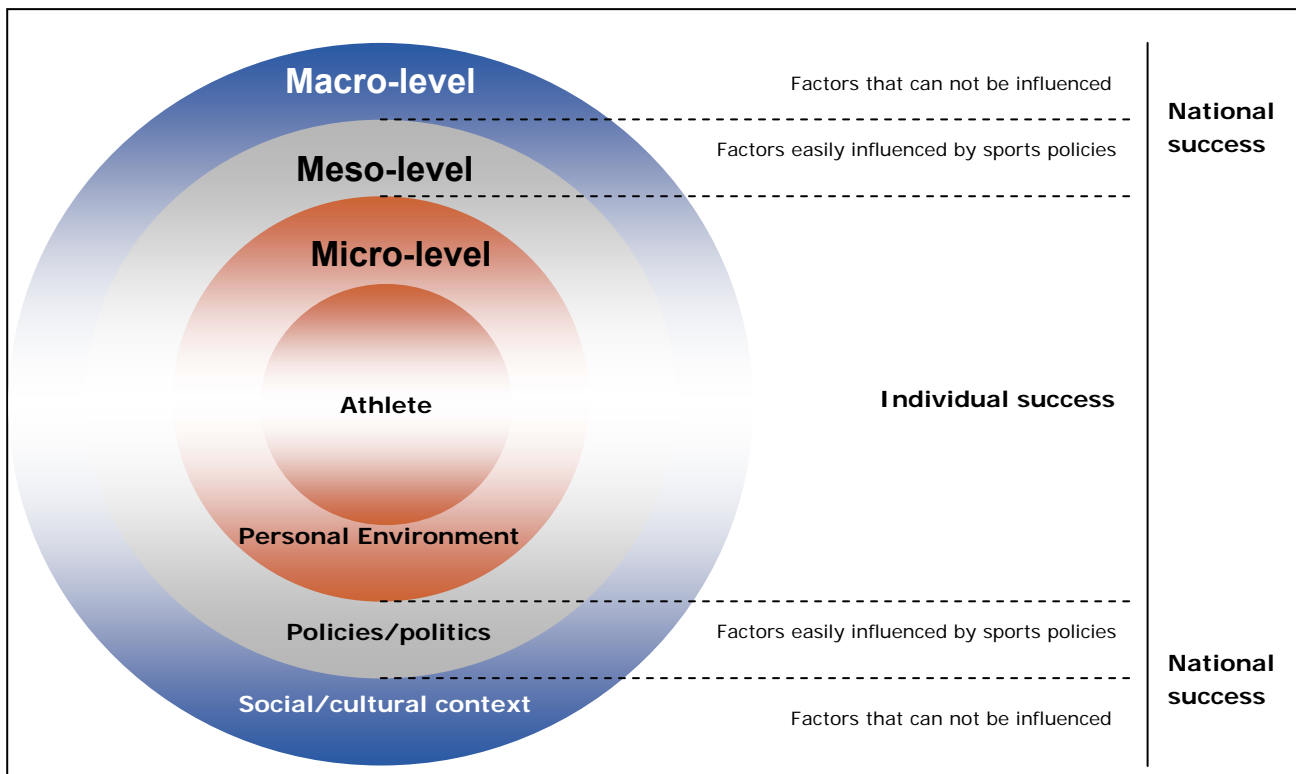 Macro-level
Factors that can not be influenced
National
success
Meso-level
Factors easily influenced by sports policies
Micro-level
Athlete
Individual success
Personal Environment
Policies/politics
Factors easily influenced by sports policies
National
success
Social/cultural context
Factors that can not be influenced